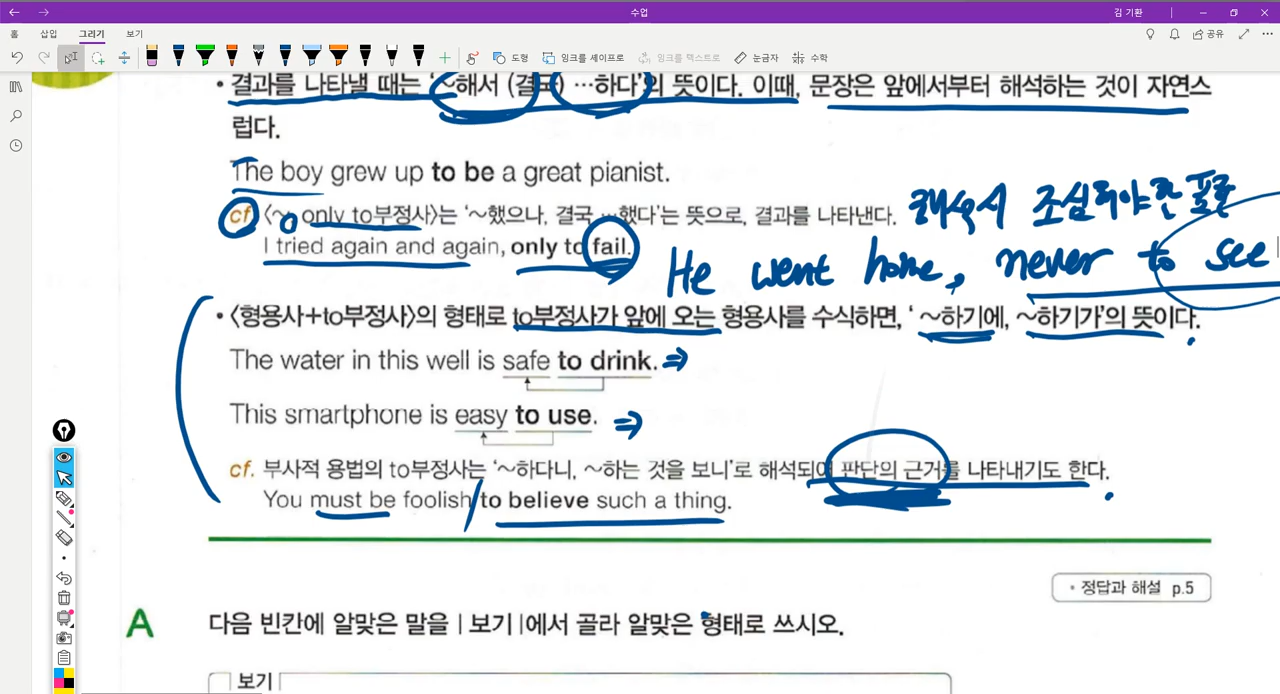 수업
김 기환
홈 삽입 그리기 보기
도형 잉크를 셰이프로 잉크를 텍스트로 눈금자 수학
공유
• 결과를 나타낼 때는 '~해서 (결국) …하다'의 뜻이다. 이때, 문장은 앞에서부터 해석하는 것이 자연스
럽다.
The boy grew up to be a great pianist.
cf. 〈~, only to부정사〉는 '~했으나, 결국 …했다'는 뜻으로, 결과를 나타낸다.
해석시 조심되야한 표현
I tried again and again, only to fail.
He went home, never to see
• 〈형용사+to부정사〉의 형태로 to부정사가 앞에 오는 형용사를 수식하면, '~하기에, ~하기가'의 뜻이다.
The water in this well is safe to drink. ⇒
This smartphone is easy to use. ⇒
cf. 부사적 용법의 to부정사는 '~하다니, ~하는 것을 보니'로 해석되며 판단의 근거를 나타내기도 한다.
You must be foolish / to believe such a thing.
• 정답과 해설 p.5
A 다음 빈칸에 알맞은 말을 | 보기 |에서 골라 알맞은 형태로 쓰시오.
보기